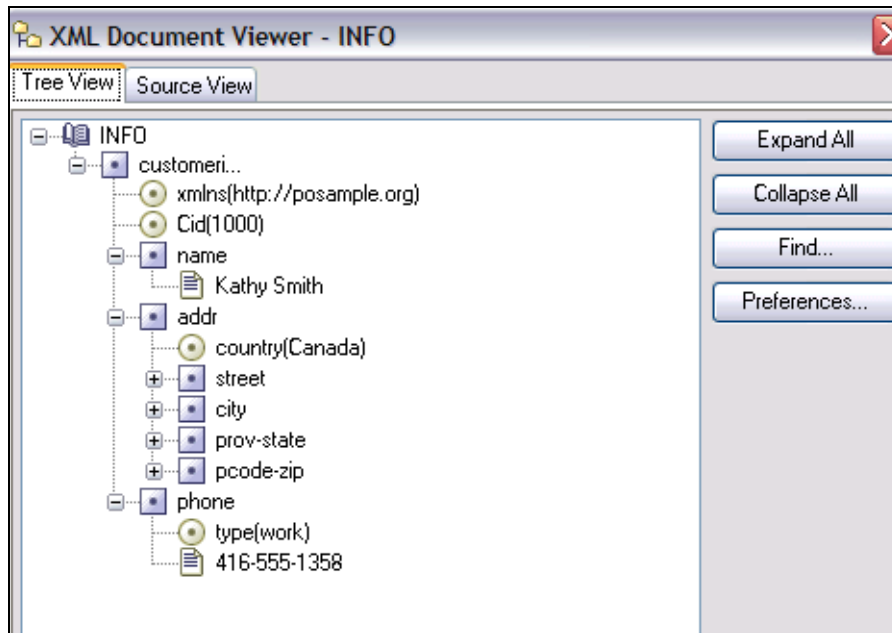 XML Document Viewer - INFO
Tree View Source View
INFO
customeri...
xmlns(http://posample.org)
Cid(1000)
name
Kathy Smith
addr
country(Canada)
street
city
prov-state
pcode-zip
phone
type(work)
416-555-1358
Expand All
Collapse All
Find...
Preferences...